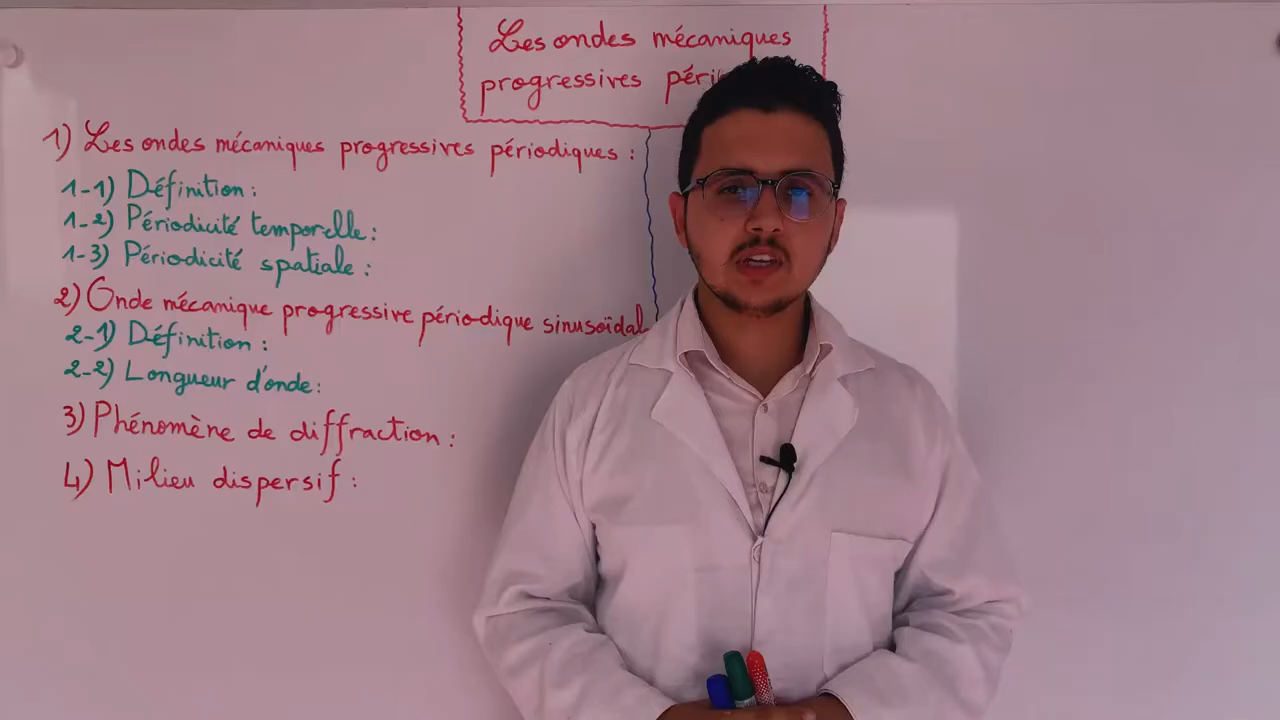 Les ondes mécaniques
progressives
1) Les ondes mécaniques progressives périodiques :
1-1) Définition :
1-2) Périodicité temporelle :
1-3) Périodicité spatiale :
2) Onde mécanique progressive périodique sinusoïdal
2-1) Définition :
2-2) Longueur d'onde :
3) Phénomène de diffraction :
4) Milieu dispersif :